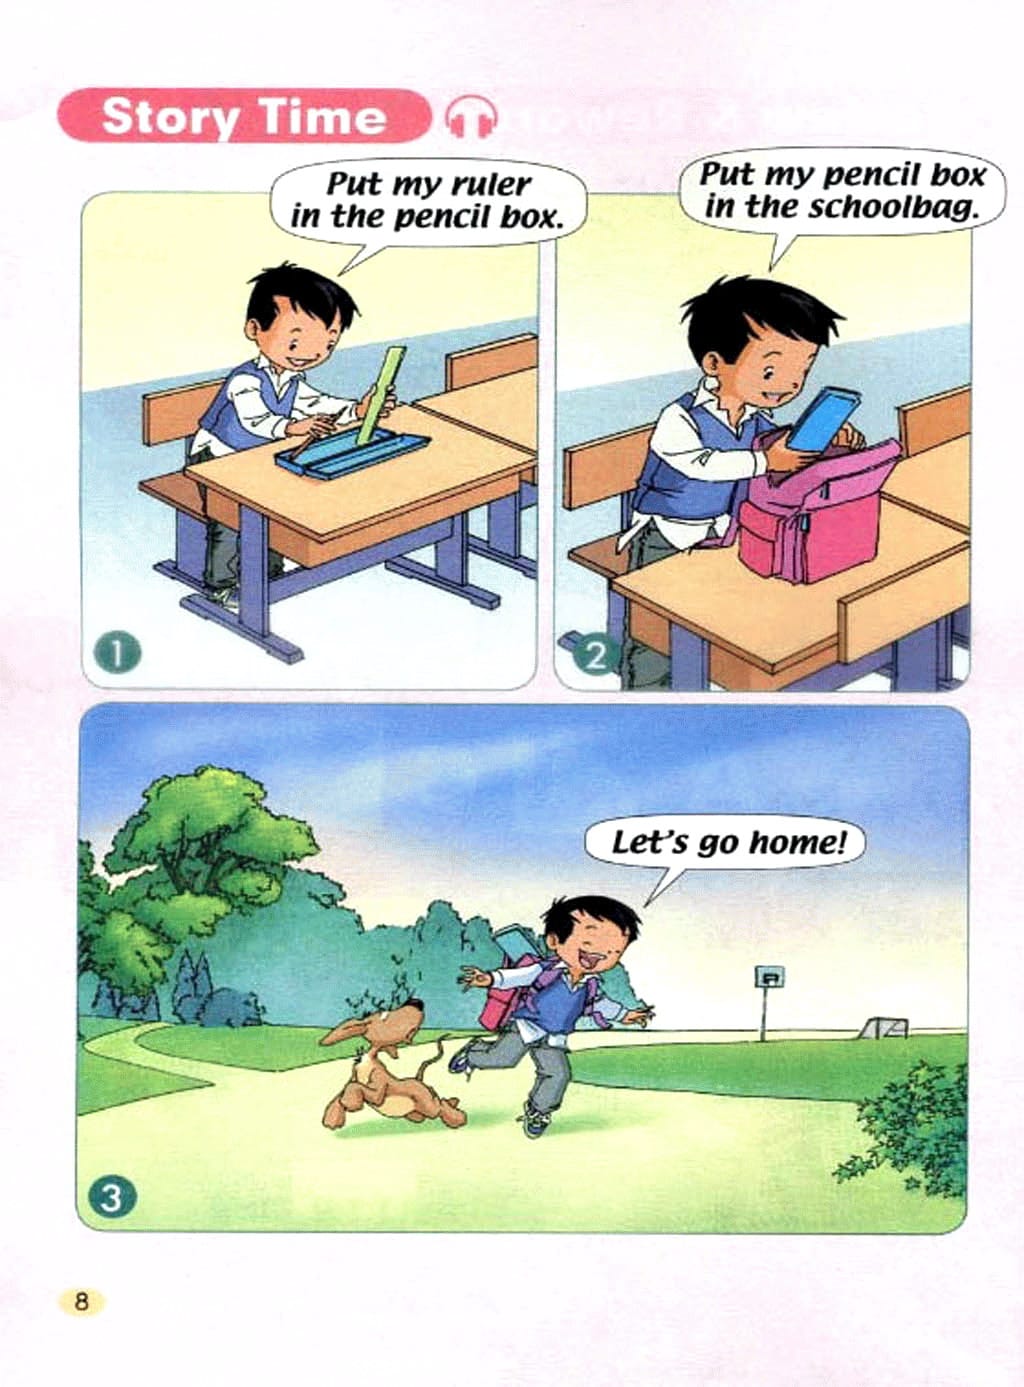 Story Time
Put my ruler
in the pencil box.
Put my pencil box
in the schoolbag.
1
2
Let's go home!
3
8